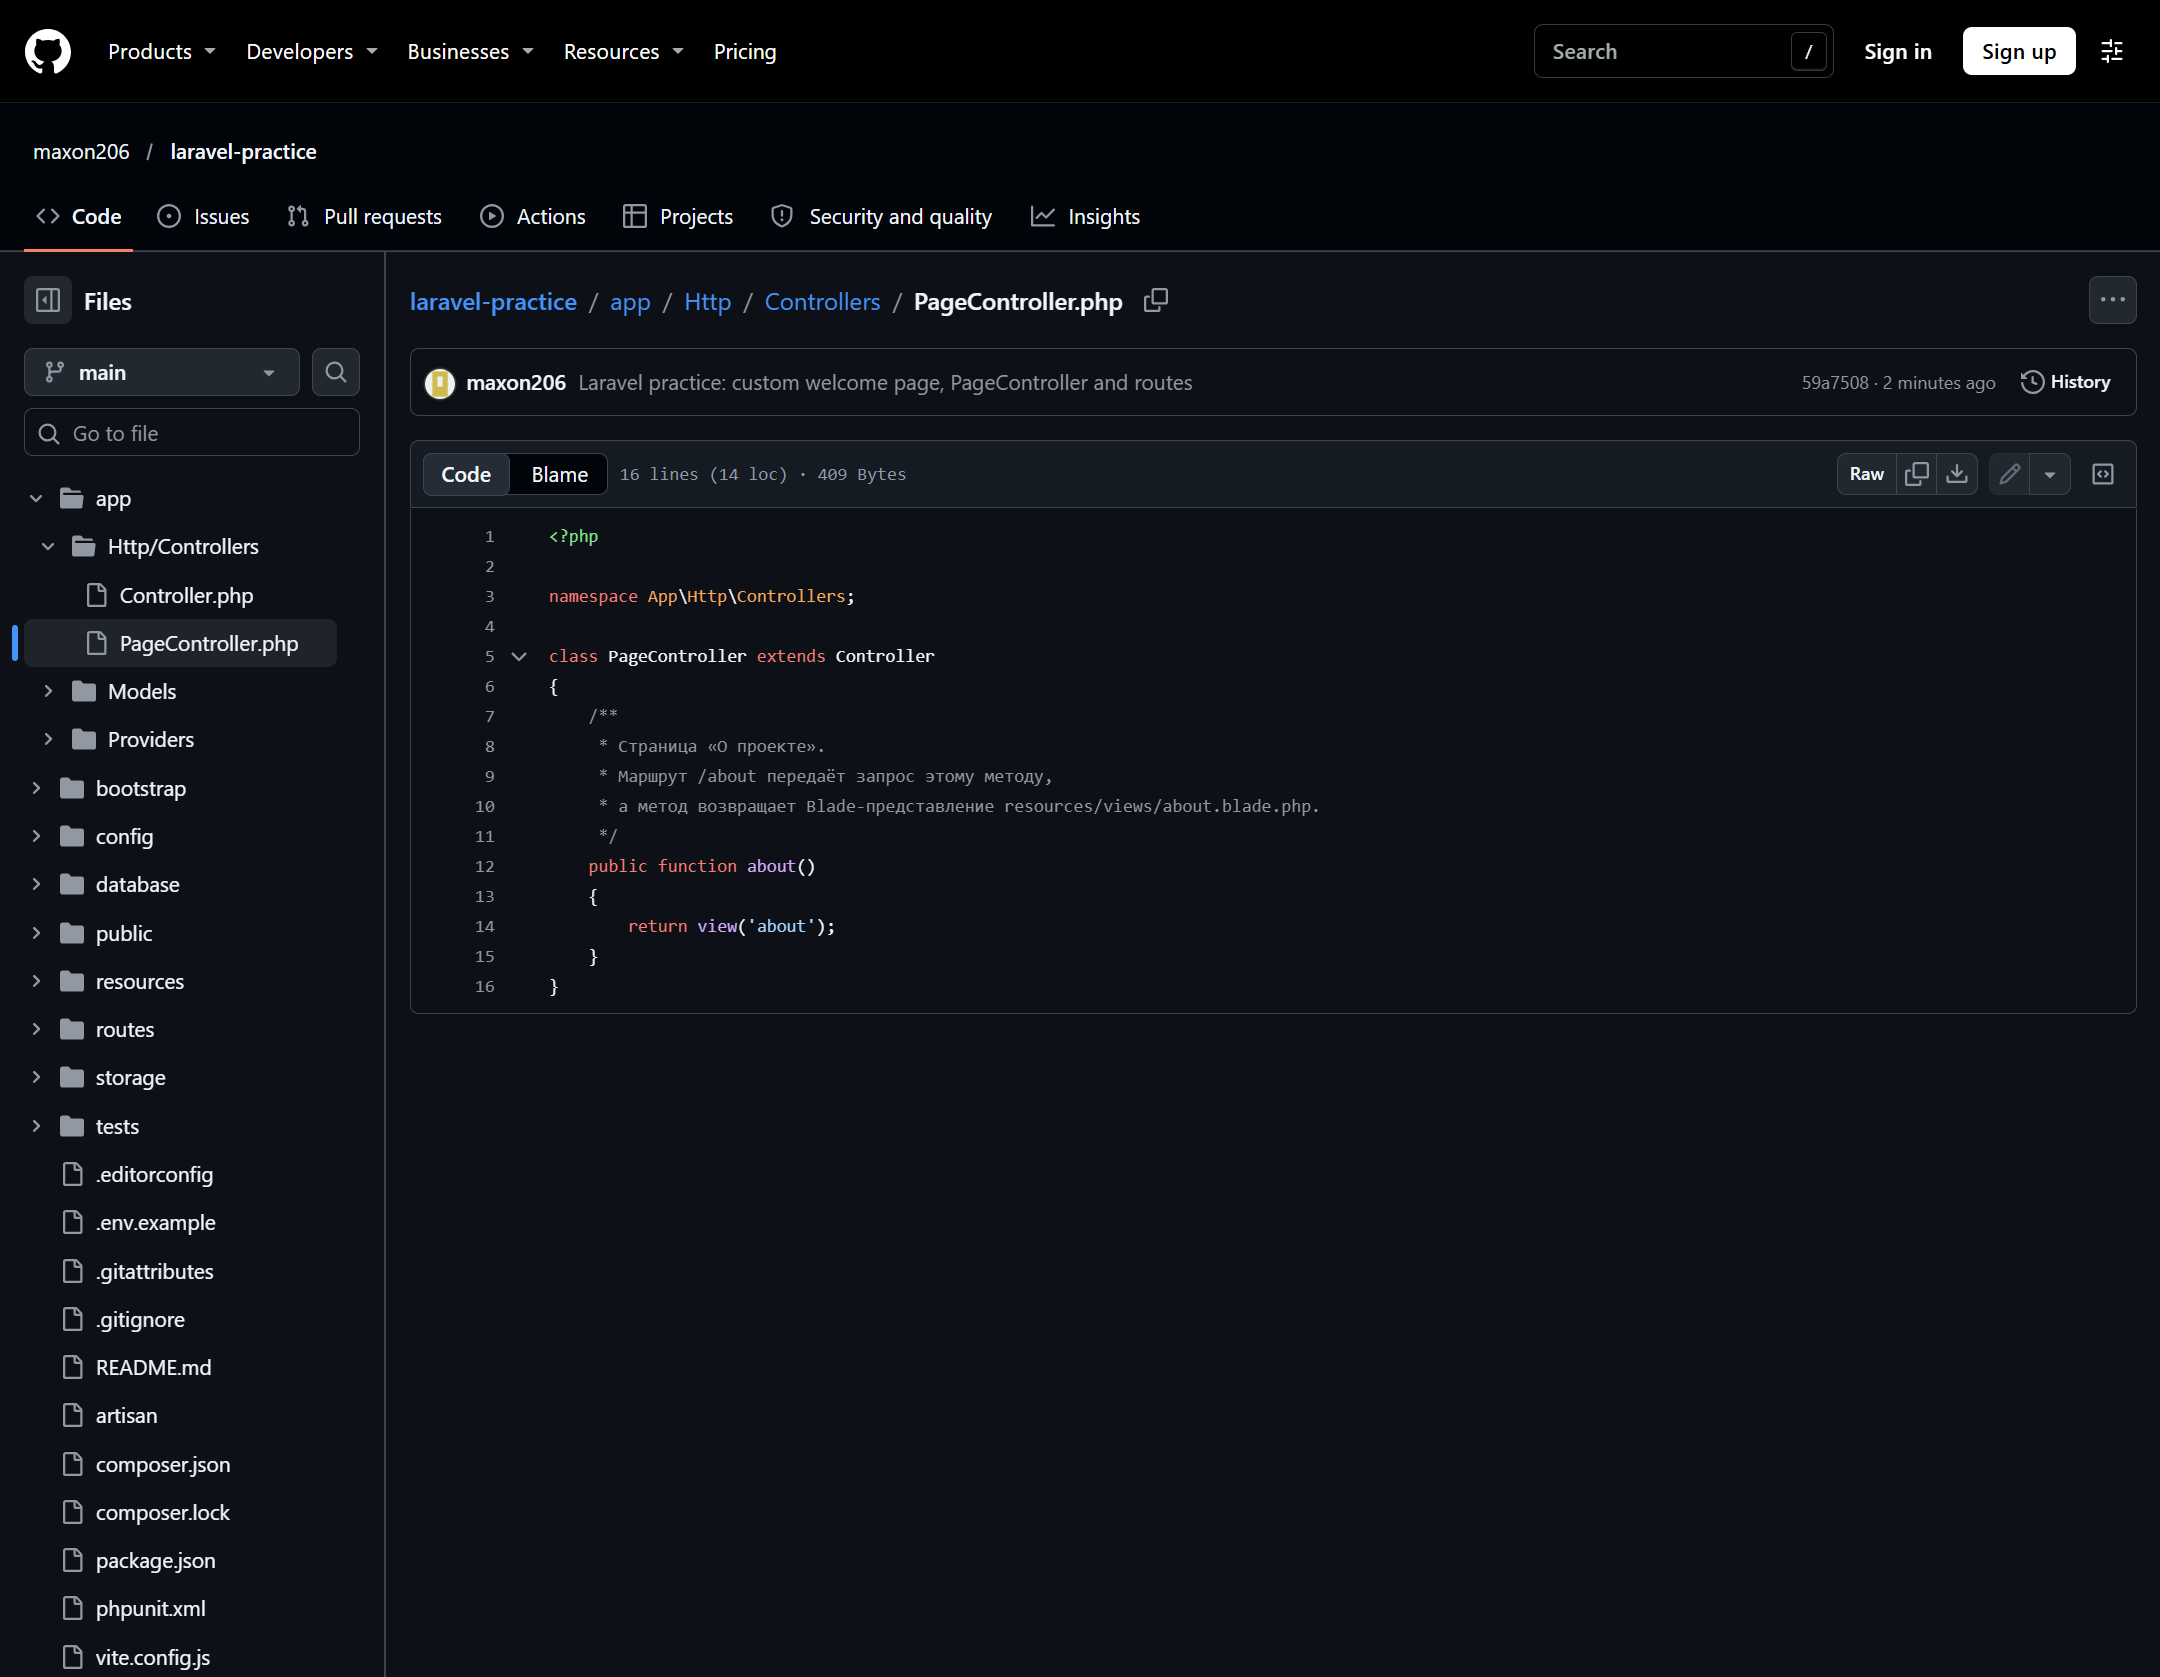 Products Developers Businesses Resources Pricing Search / Sign in Sign up
maxon206 / laravel-practice
Code Issues Pull requests Actions Projects Security and quality Insights
Files
main
Go to file
app
Http/Controllers
Controller.php
PageController.php
Models
Providers
bootstrap
config
database
public
resources
routes
storage
tests
.editorconfig
.env.example
.gitattributes
.gitignore
README.md
artisan
composer.json
composer.lock
package.json
phpunit.xml
vite.config.js
laravel-practice / app / Http / Controllers / PageController.php
maxon206 Laravel practice: custom welcome page, PageController and routes 59a7508 · 2 minutes ago History
Code Blame 16 lines (14 loc) · 409 Bytes Raw
1 <?php
2
3 namespace App\Http\Controllers;
4
5 class PageController extends Controller
6 {
7 /**
8 * Страница «О проекте».
9 * Маршрут /about передаёт запрос этому методу,
10 * а метод возвращает Blade-представление resources/views/about.blade.php.
11 */
12 public function about()
13 {
14 return view('about');
15 }
16 }